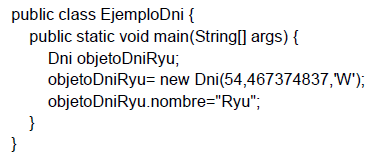 public class EjemploDni {
public static void main(String[] args) {
Dni objetoDniRyu;
objetoDniRyu= new Dni(54,467374837,'W');
objetoDniRyu.nombre="Ryu";
}
}